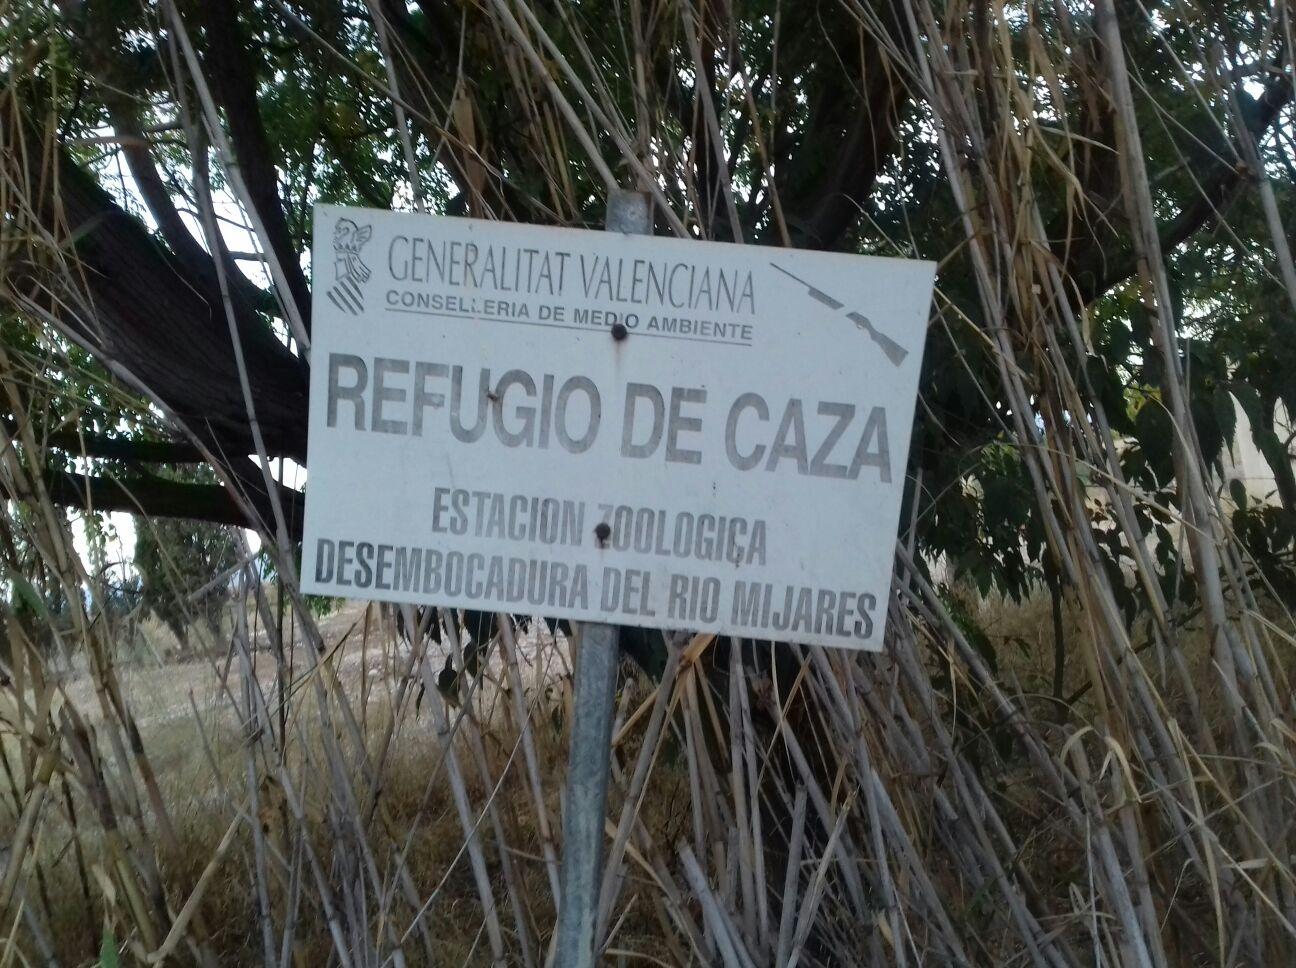 GENERALITAT VALENCIANA
CONSELLERIA DE MEDIO AMBIENTE
REFUGIO DE CAZA
ESTACION ZOOLOGICA
DESEMBOCADURA DEL RIO MIJARES